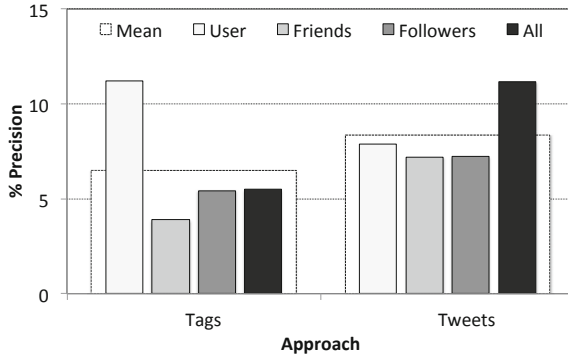 15
Mean User Friends Followers All
10
5
0
% Precision
Tags Tweets
Approach